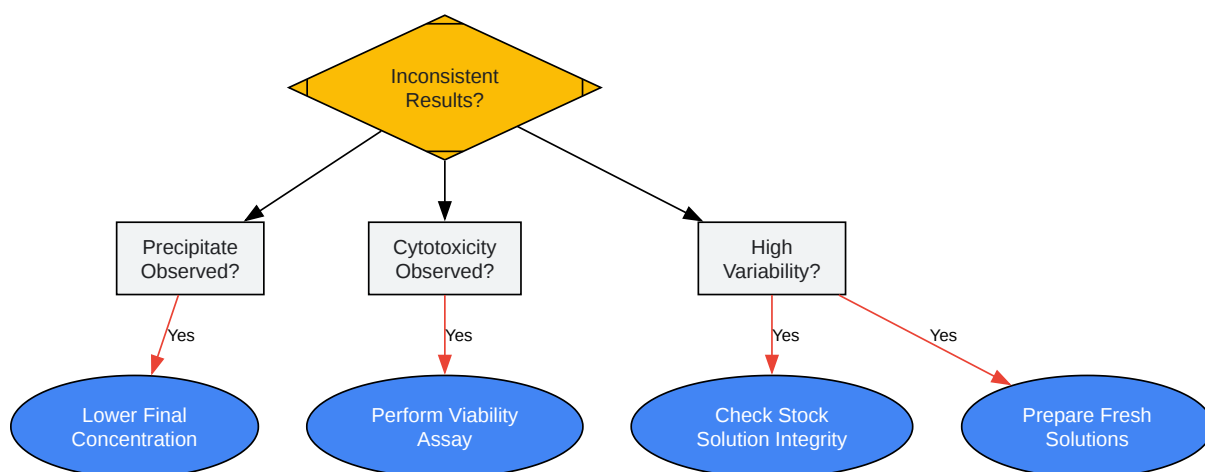 Inconsistent
Results?
Precipitate
Observed?
Cytotoxicity
Observed?
High
Variability?
Yes
Yes
Yes
Yes
Lower Final
Concentration
Perform Viability
Assay
Check Stock
Solution Integrity
Prepare Fresh
Solutions